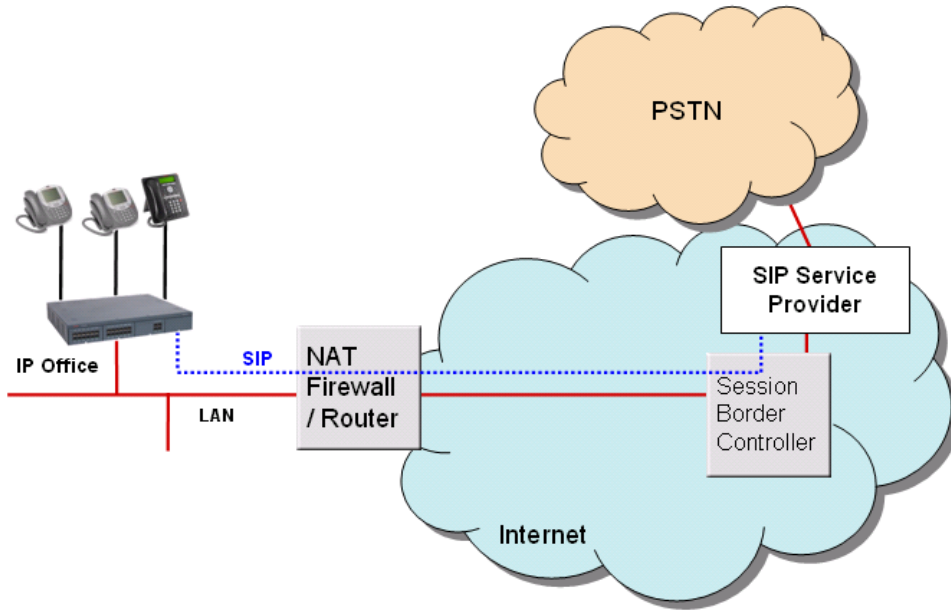 PSTN
SIP Service
Provider
IP Office
SIP
NAT
Firewall
/ Router
LAN
Session
Border
Controller
Internet